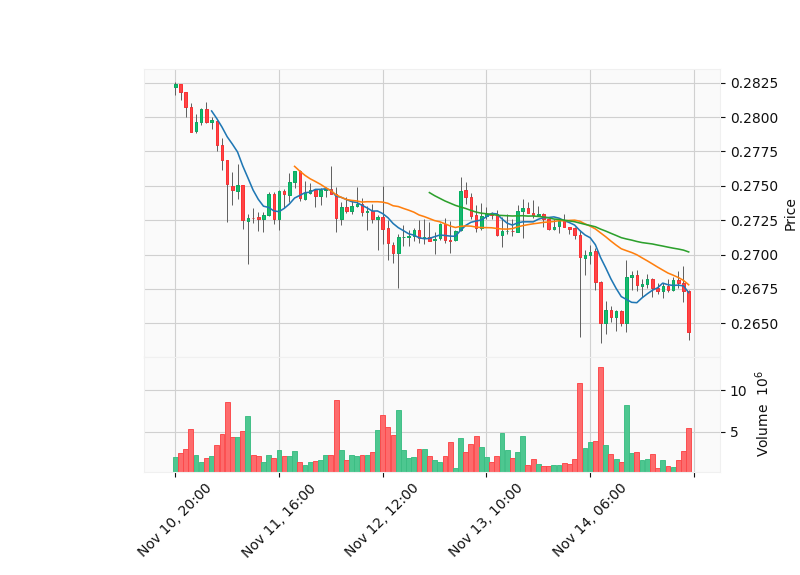 0.2825
0.2800
0.2775
0.2750
0.2725
0.2700
0.2675
0.2650
Price
10
5
Volume 10^6
Nov 10, 20:00
Nov 11, 16:00
Nov 12, 12:00
Nov 13, 10:00
Nov 14, 06:00